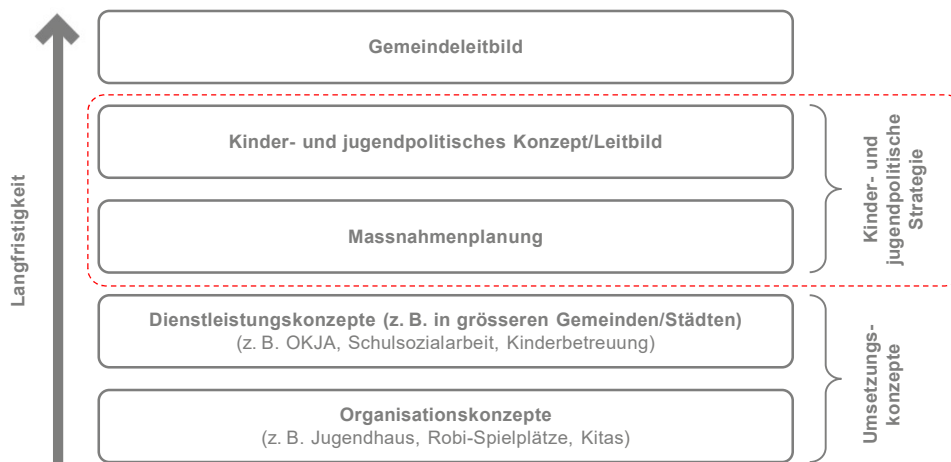 Gemeindeleitbild
Kinder- und jugendpolitisches Konzept/Leitbild
Massnahmenplanung
Dienstleistungskonzepte (z. B. in grösseren Gemeinden/Städten)
(z. B. OKJA, Schulsozialarbeit, Kinderbetreuung)
Organisationskonzepte
(z. B. Jugendhaus, Robi-Spielplätze, Kitas)
Langfristigkeit
Kinder- und
jugendpolitische
Strategie
Umsetzungs-
konzepte